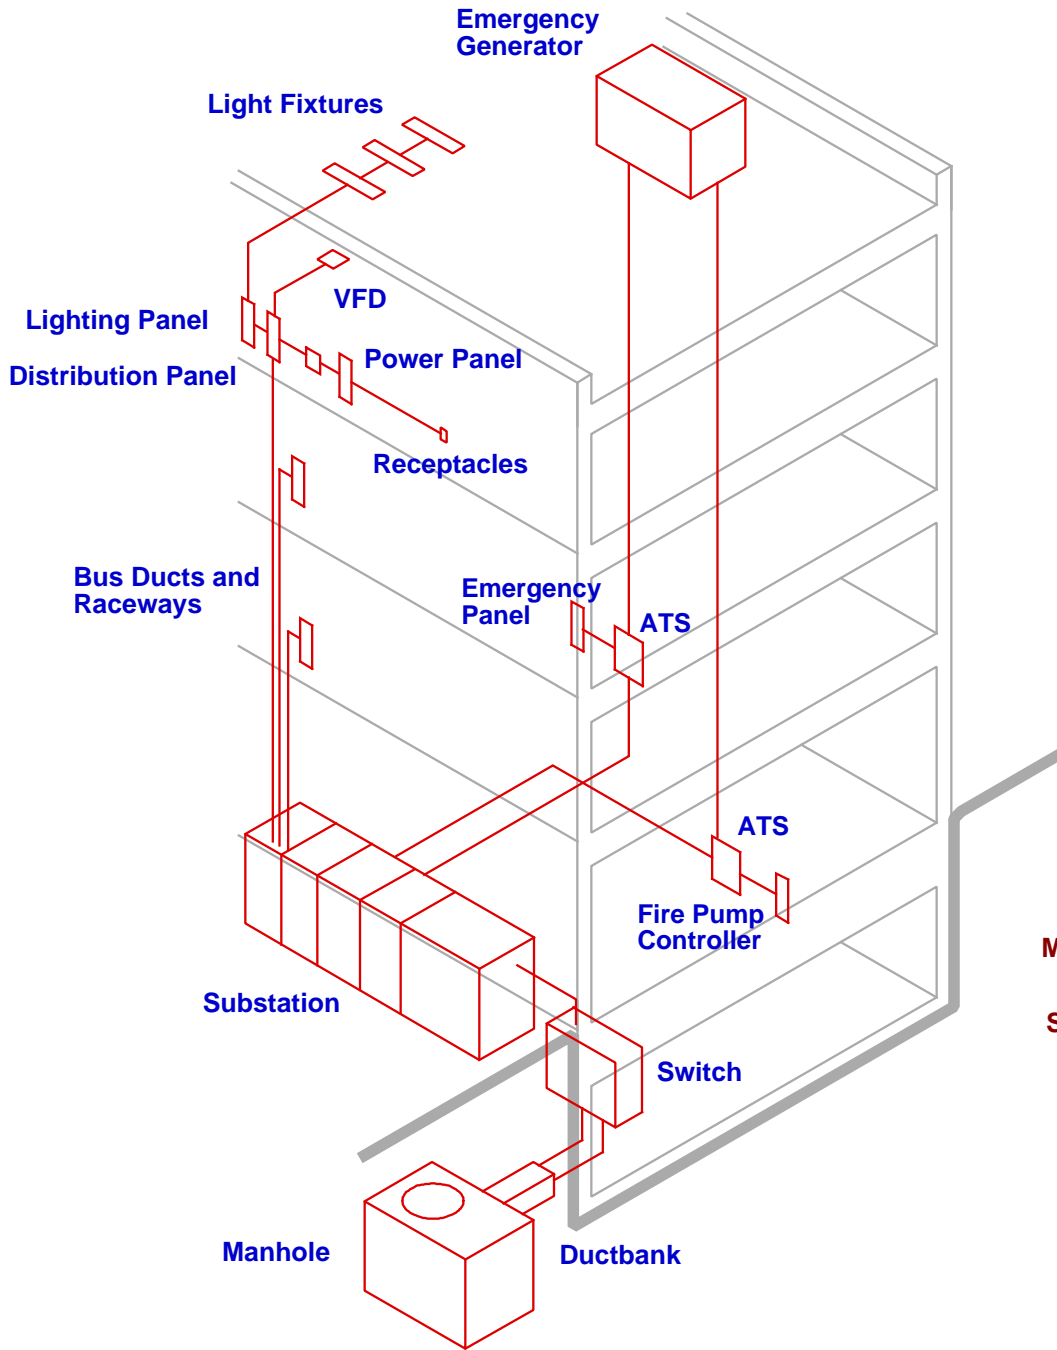 Emergency
Generator
Light Fixtures
VFD
Lighting Panel
Power Panel
Distribution Panel
Receptacles
Bus Ducts and
Raceways
Emergency
Panel
ATS
ATS
Fire Pump
Controller
M
Substation
S
Switch
Manhole
Ductbank